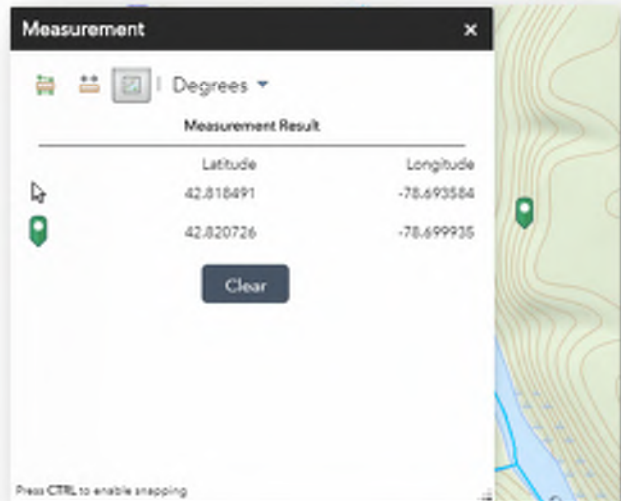 Measurement
Degrees
Measurement Result
Latitude Longitude
42.818491 -78.693584
42.820726 -78.699935
Clear
Press CTRL to enable snapping